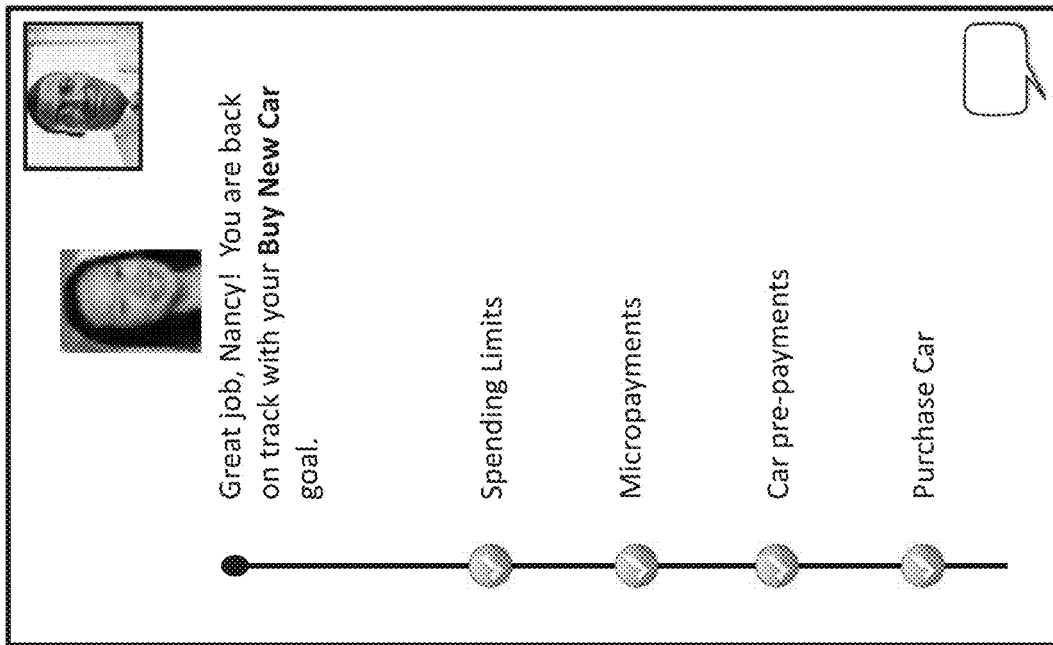 Great job, Nancy! You are back
on track with your Buy New Car
goal.
Spending Limits
Micropayments
Car pre-payments
Purchase Car